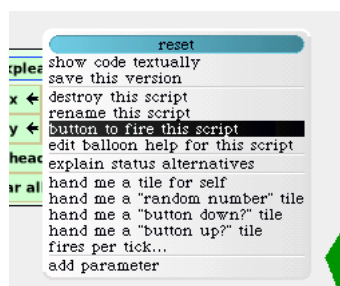 reset
show code textually
save this version
destroy this script
rename this script
button to fire this script
edit balloon help for this script
explain status alternatives
hand me a tile for self
hand me a "random number" tile
hand me a "button down?" tile
hand me a "button up?" tile
fires per tick...
add parameter
x
y